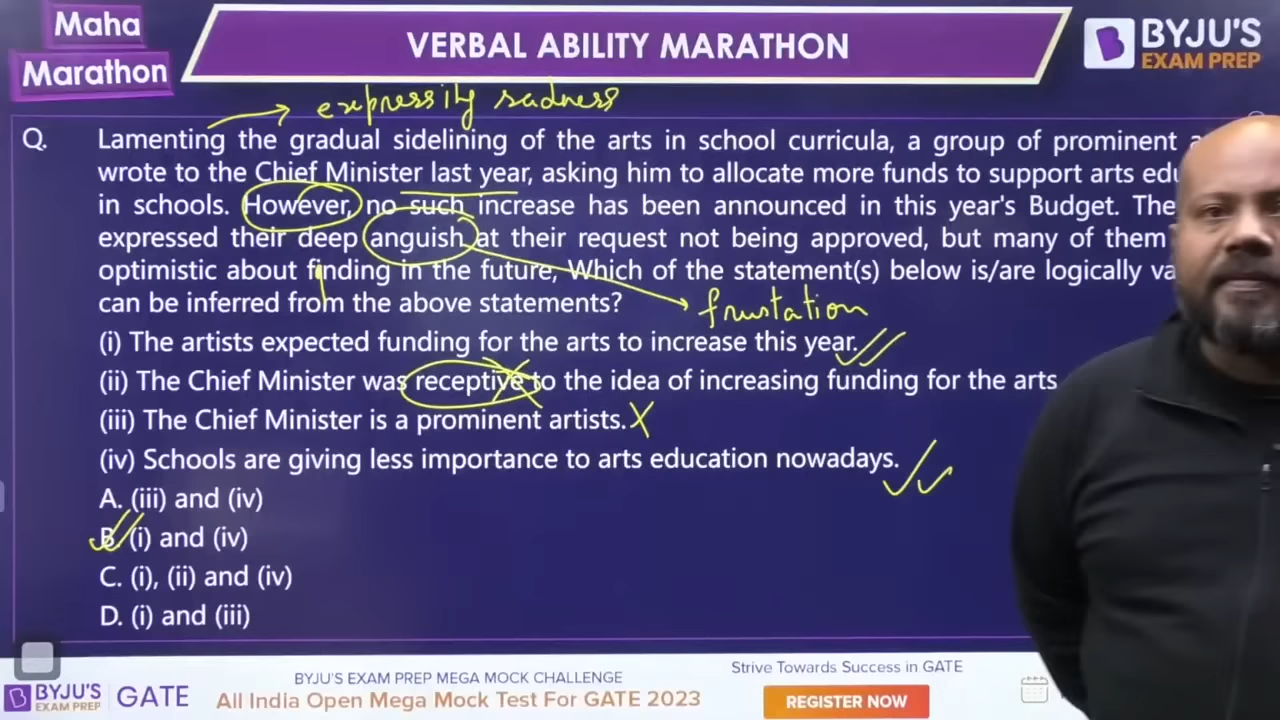 Maha
Marathon
VERBAL ABILITY MARATHON
BYJU'S
EXAM PREP
expressing sadness
Q. Lamenting the gradual sidelining of the arts in school curricula, a group of prominent
wrote to the Chief Minister last year, asking him to allocate more funds to support arts
in schools. However, no such increase has been announced in this year's Budget.
expressed their deep anguish at their request not being approved, but many of them
optimistic about finding in the future, Which of the statement(s) below is/are logically
can be inferred from the above statements?
frustation
(i) The artists expected funding for the arts to increase this year.
(ii) The Chief Minister was receptive to the idea of increasing funding for the arts
(iii) The Chief Minister is a prominent artists.
(iv) Schools are giving less importance to arts education nowadays.
A. (iii) and (iv)
B. (i) and (iv)
C. (i), (ii) and (iv)
D. (i) and (iii)
BYJU'S
EXAM PREP
GATE
BYJU'S EXAM PREP MEGA MOCK CHALLENGE
All India Open Mega Mock Test For GATE 2023
Strive Towards Success in GATE
REGISTER NOW